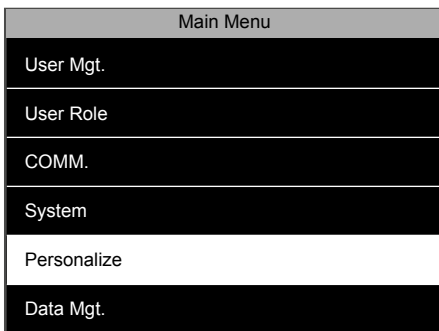 Main Menu
User Mgt.
User Role
COMM.
System
Personalize
Data Mgt.